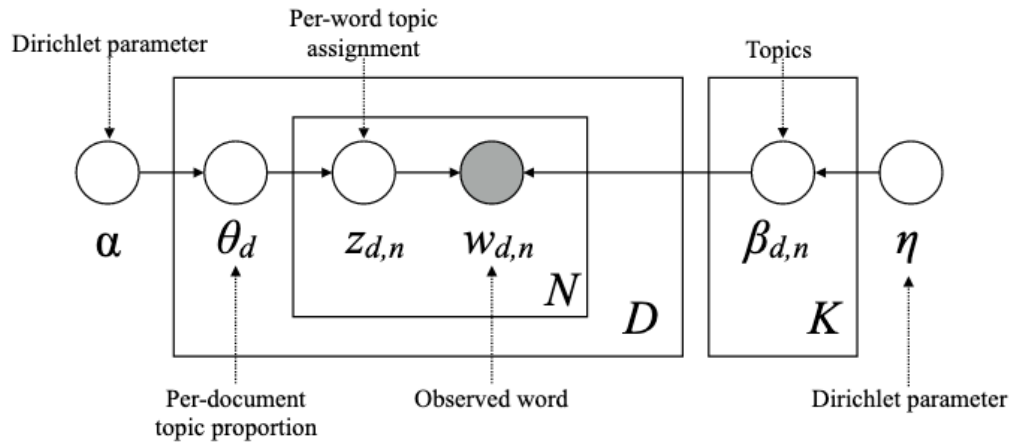 Per-word topic
assignment
Dirichlet parameter
Topics
α
θd
zd,n
wd,n
βd,n
η
N
D
K
Per-document
topic proportion
Observed word
Dirichlet parameter